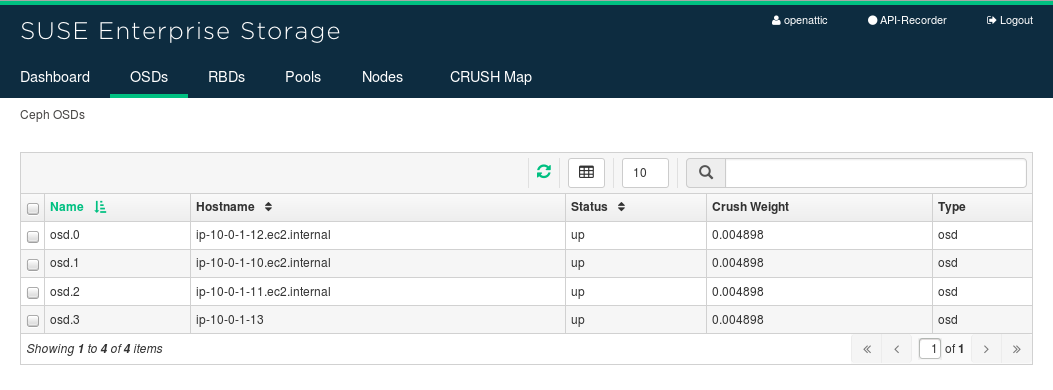 SUSE Enterprise Storage
openattic API-Recorder Logout
Dashboard OSDs RBDs Pools Nodes CRUSH Map
Ceph OSDs
10
Name Hostname Status Crush Weight Type
osd.0 ip-10-0-1-12.ec2.internal up 0.004898 osd
osd.1 ip-10-0-1-10.ec2.internal up 0.004898 osd
osd.2 ip-10-0-1-11.ec2.internal up 0.004898 osd
osd.3 ip-10-0-1-13 up 0.004898 osd
Showing 1 to 4 of 4 items « ‹ 1 of 1 › »